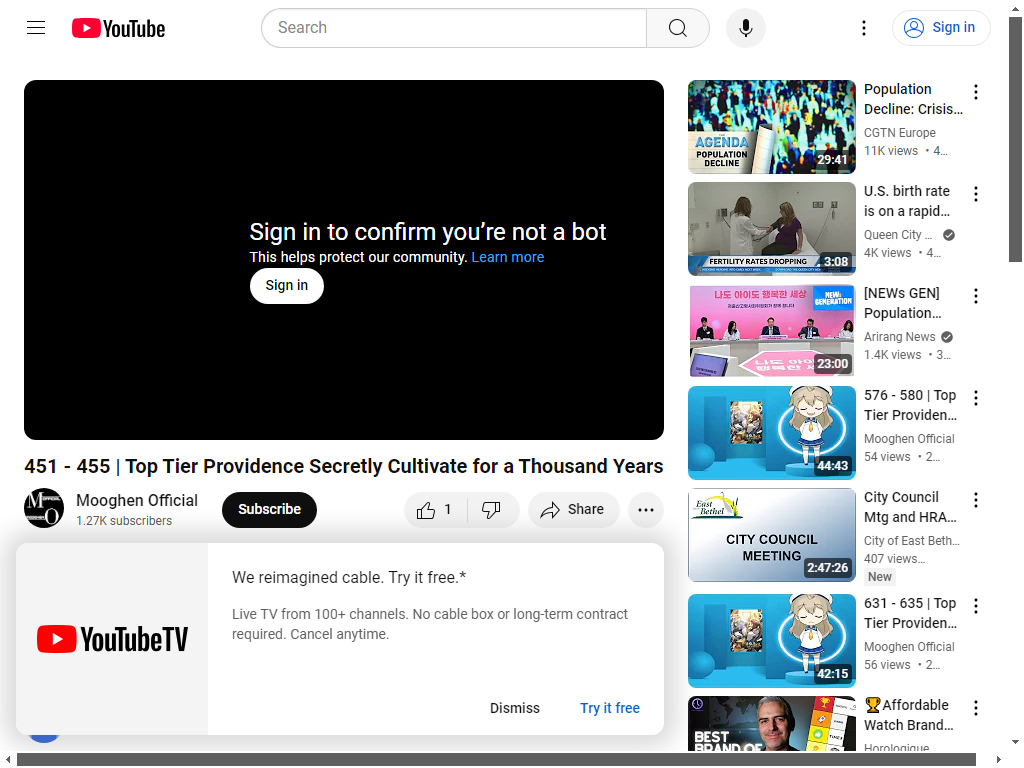 YouTube
Search
Sign in
Sign in to confirm you're not a bot
This helps protect our community. Learn more
Sign in
451 - 455 | Top Tier Providence Secretly Cultivate for a Thousand Years
Mooghen Official
1.27K subscribers
Subscribe
1
Share
YouTubeTV
We reimagined cable. Try it free.*
Live TV from 100+ channels. No cable box or long-term contract
required. Cancel anytime.
Dismiss
Try it free
AGENDA
POPULATION
DECLINE
29:41
Population
Decline: Crisis...
CGTN Europe
11K views • 4...
FERTILITY RATES DROPPING
3:08
U.S. birth rate
is on a rapid...
Queen City ...
4K views • 4...
나도 아이도 행복한 세상
NEWs
GENERATION
23:00
[NEWs GEN]
Population...
Arirang News
1.4K views • 3...
44:43
576 - 580 | Top
Tier Providen...
Mooghen Official
54 views • 2...
East
Bethel
CITY COUNCIL
MEETING
2:47:26
City Council
Mtg and HRA...
City of East Beth...
407 views...
New
42:15
631 - 635 | Top
Tier Providen...
Mooghen Official
56 views • 2...
BEST
BRAND OF
🏆Affordable
Watch Brand...
Horologique